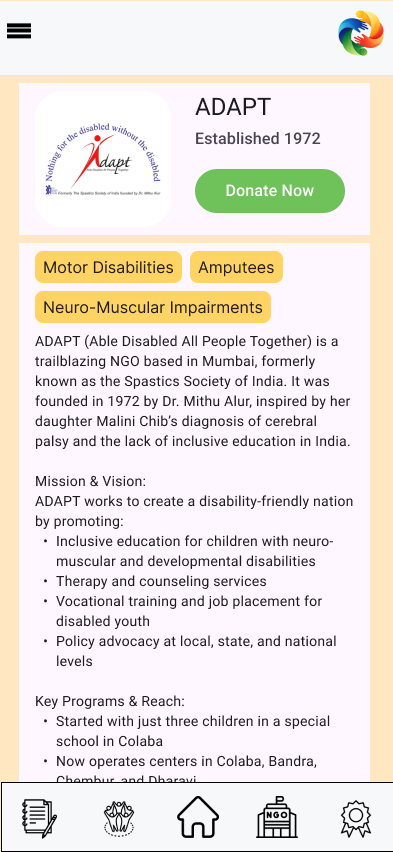 Nothing for the disabled without the disabled
Adapt
Able Disabled All People Together
Formerly The Spastics Society of India founded by Dr. Mithu Alur
ADAPT
Established 1972
Donate Now
Motor Disabilities
Amputees
Neuro-Muscular Impairments
ADAPT (Able Disabled All People Together) is a
trailblazing NGO based in Mumbai, formerly
known as the Spastics Society of India. It was
founded in 1972 by Dr. Mithu Alur, inspired by her
daughter Malini Chib’s diagnosis of cerebral
palsy and the lack of inclusive education in India.
Mission & Vision:
ADAPT works to create a disability-friendly nation
by promoting:
• Inclusive education for children with neuro-
muscular and developmental disabilities
• Therapy and counseling services
• Vocational training and job placement for
disabled youth
• Policy advocacy at local, state, and national
levels
Key Programs & Reach:
• Started with just three children in a special
school in Colaba
• Now operates centers in Colaba, Bandra,
Chembur, and Dharavi
NGO